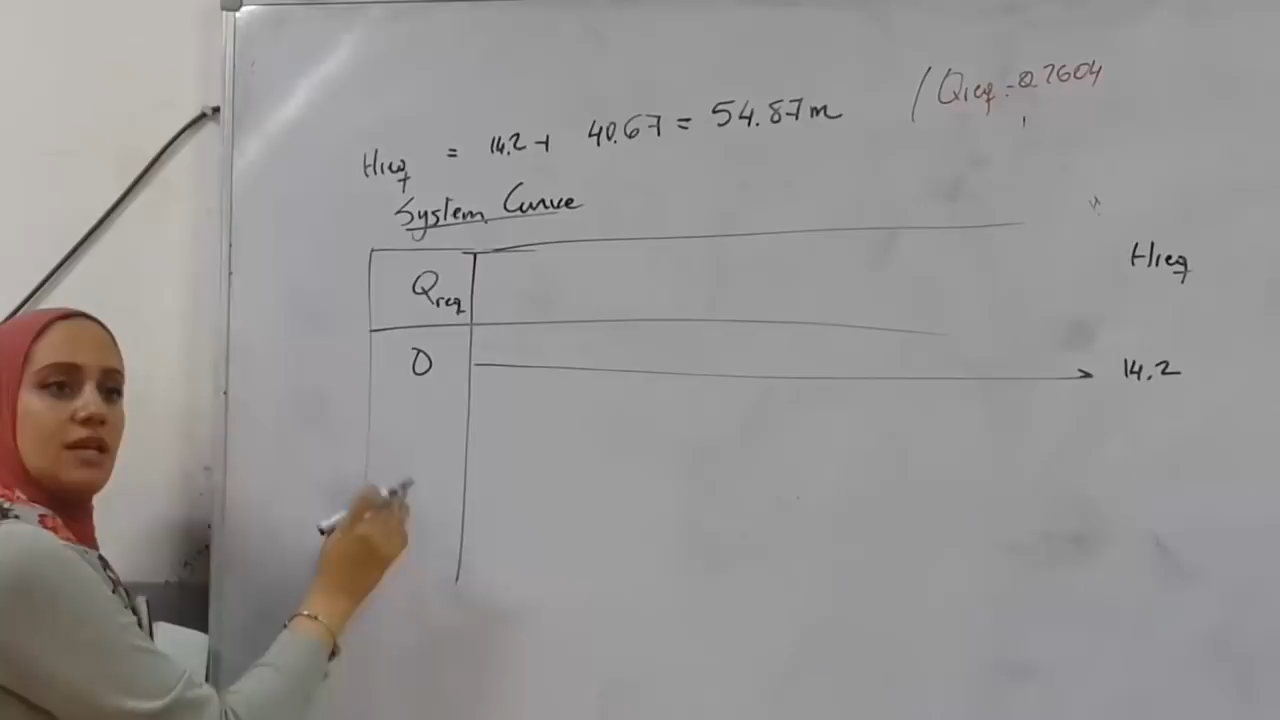 / Qreq = 0.7604
Hreq = 14.2 + 40.67 = 54.87 m
System Curve
Qreq Hreq
0 14.2